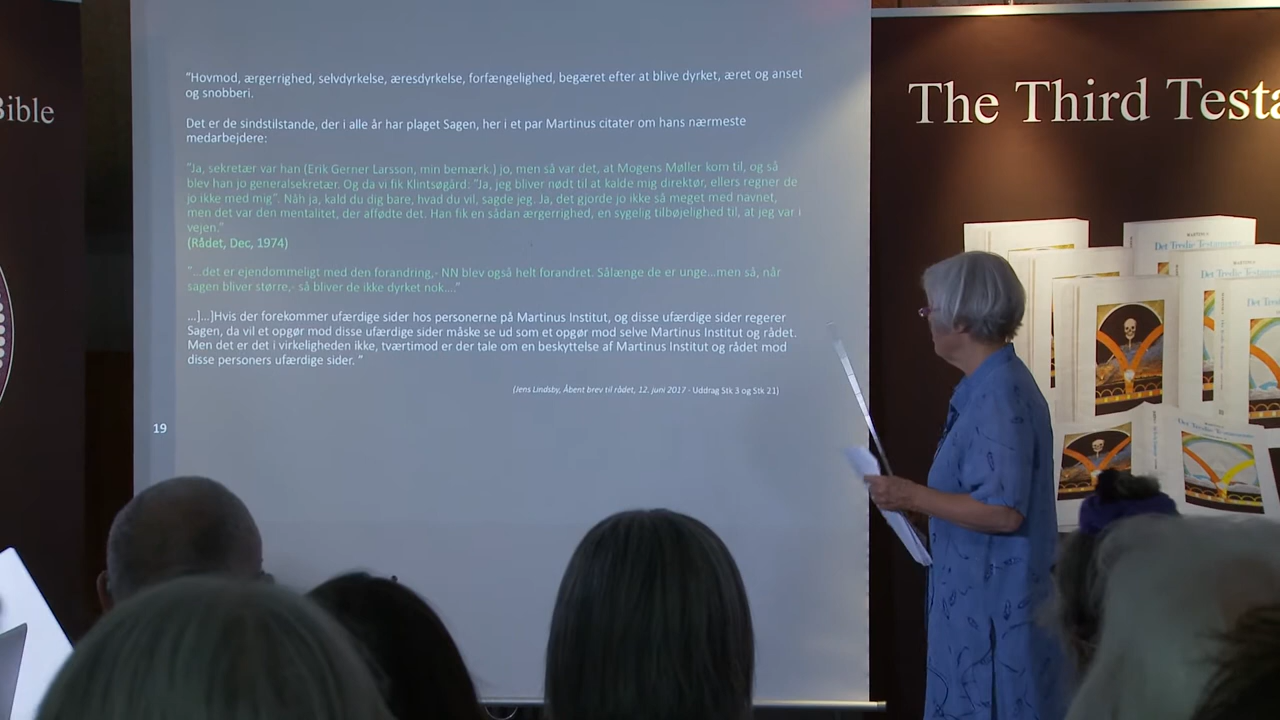 "Hovmod, ærgerrighed, selvdyrkelse, æresdyrkelse, forfængelighed, begæret efter at blive dyrket, æret og anset
og snobberi.
Det er de sindstilstande, der i alle år har plaget Sagen, her i et par Martinus citater om hans nærmeste
medarbejdere:
"Ja, sekretær var han (Erik Gerner Larsson, min bemærk.) jo, men så var det, at Mogens Møller kom til, og så
blev han jo generalsekretær. Og da vi fik Klintsøgård: "Ja, jeg bliver nødt til at kalde mig direktør, ellers regner de
jo ikke med mig". Nåh ja, kald du dig bare, hvad du vil, sagde jeg. Ja, det gjorde jo ikke så meget med navnet,
men det var den mentalitet, der affødte det. Han fik en sådan ærgerrighed, en sygelig tilbøjelighed til, at jeg var i
vejen."
(Rådet, Dec, 1974)
"...det er ejendommeligt med den forandring,- NN blev også helt forandret. Sålænge de er unge...men så, når
sagen bliver større,- så bliver de ikke dyrket nok...."
...]...]Hvis der forekommer ufærdige sider hos personerne på Martinus Institut, og disse ufærdige sider regerer
Sagen, da vil et opgør mod disse ufærdige sider måske se ud som et opgør mod selve Martinus Institut og rådet.
Men det er det i virkeligheden ikke, tværtimod er der tale om en beskyttelse af Martinus Institut og rådet mod
disse personers ufærdige sider. "
(Jens Lindsby, Åbent brev til rådet, 12. juni 2017 - Uddrag Stk 3 og Stk 21)
19
Bible
The Third Testa
Det Tredie Testamente
Det Tredie Testamente
Det Test
Det Tredie Testamente